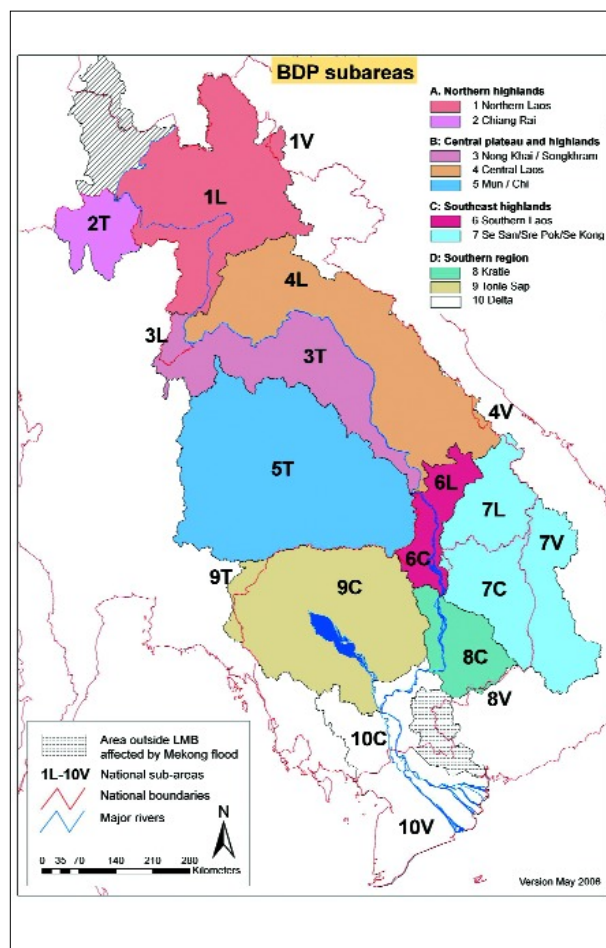 BDP subareas
A. Northern highlands
1 Northern Laos
2 Chiang Rai
B: Central plateau and highlands
3 Nong Khai / Songkhram
4 Central Laos
5 Mun / Chi
C: Southeast highlands
6 Southern Laos
7 Se San/Sre Pok/Se Kong
D: Southern region
8 Kratie
9 Tonle Sap
10 Delta
1V
1L
2T
4L
3L
3T
4V
5T
6L
7L
7V
6C
9T
9C
7C
8C
8V
10C
10V
Area outside LMB
affected by Mekong flood
1L-10V National sub-areas
National boundaries
Major rivers
N
0 35 70 140 210 280
Kilometers
Version May 2006